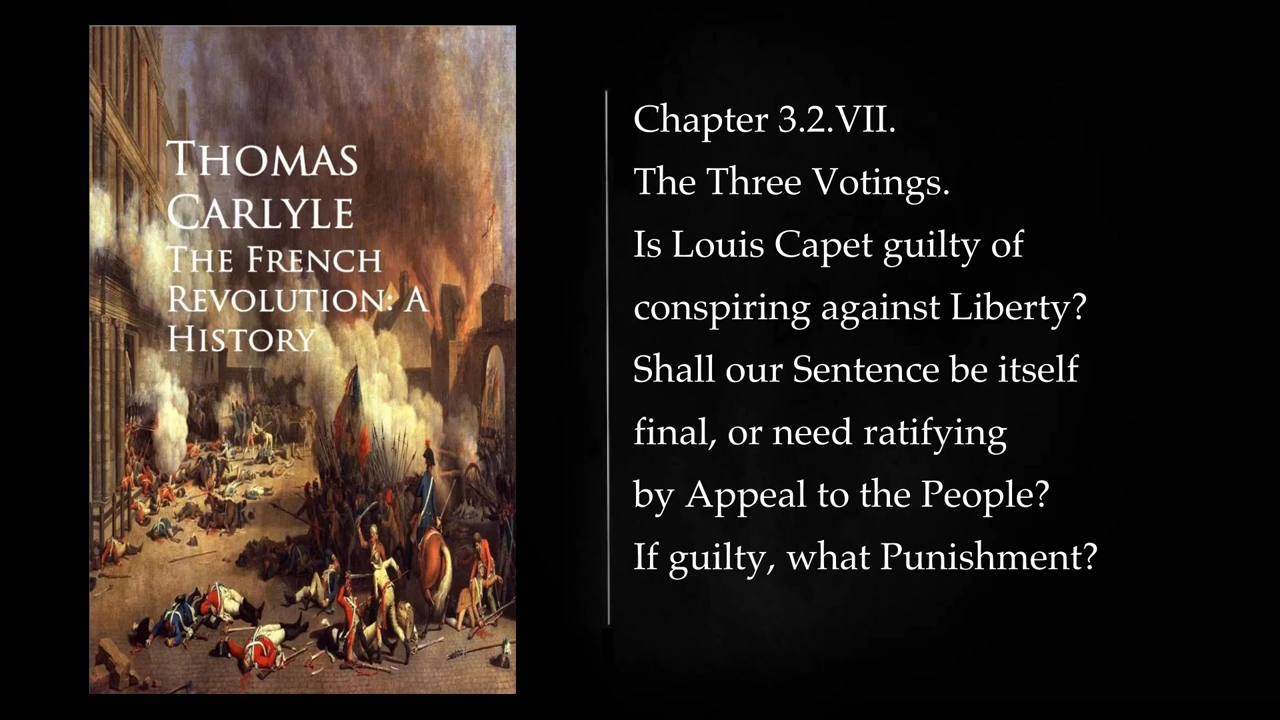 THOMAS
CARLYLE
THE FRENCH
REVOLUTION: A
HISTORY
Chapter 3.2.VII.
The Three Votings.
Is Louis Capet guilty of
conspiring against Liberty?
Shall our Sentence be itself
final, or need ratifying
by Appeal to the People?
If guilty, what Punishment?